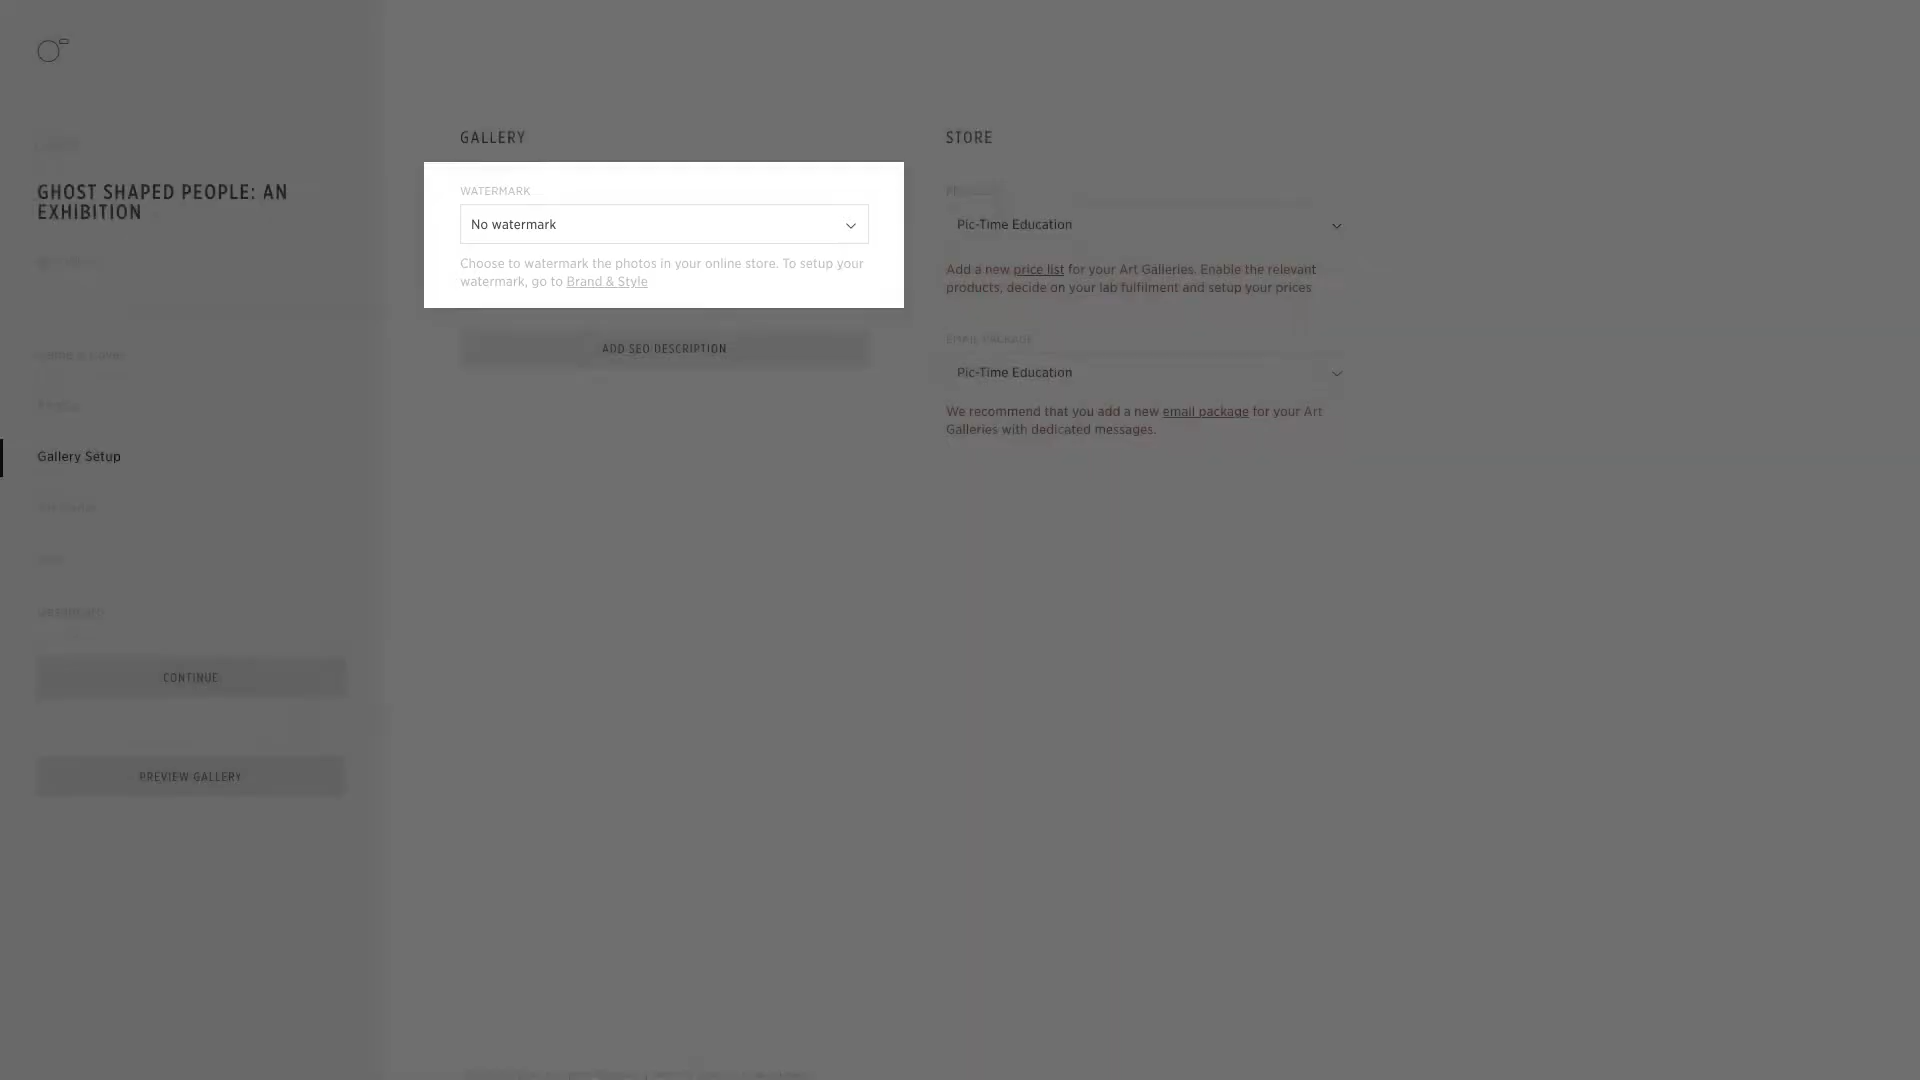 GHOST SHAPED PEOPLE: AN
EXHIBITION
Gallery Setup
CONTINUE
PREVIEW GALLERY
GALLERY
WATERMARK
No watermark
Choose to watermark the photos in your online store. To setup your
watermark, go to Brand & Style
ADD SEO DESCRIPTION
STORE
Pic-Time Education
Add a new price list for your Art Galleries. Enable the relevant
products, decide on your lab fulfilment and setup your prices
EMAIL PACKAGE
Pic-Time Education
We recommend that you add a new email package for your Art
Galleries with dedicated messages.